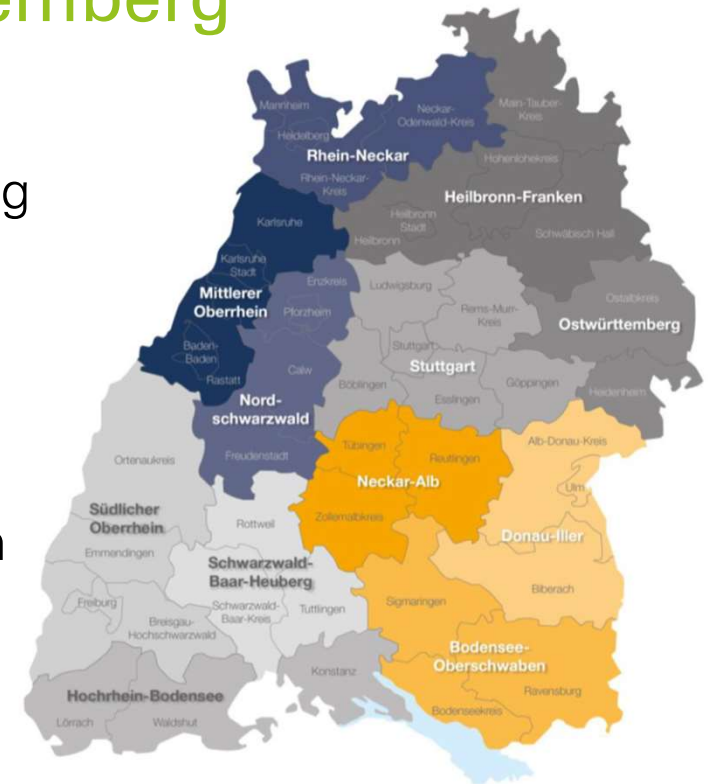 emberg
g
n
Mannheim
Heidelberg
Neckar-
Odenwald-Kreis
Rhein-Neckar
Rhein-Neckar-
Kreis
Main-Tauber-
Kreis
Hohenlohekreis
Heilbronn-Franken
Heilbronn
Stadt
Heilbronn
Schwäbisch Hall
Karlsruhe
Karlsruhe
Stadt
Mittlerer
Oberrhein
Baden-
Baden
Rastatt
Enzkreis
Pforzheim
Calw
Nord-
schwarzwald
Freudenstadt
Ludwigsburg
Rems-Murr-
Kreis
Stuttgart
Stuttgart
Böblingen
Esslingen
Göppingen
Ostalbkreis
Ostwürttemberg
Heidenheim
Tübingen
Reutlingen
Neckar-Alb
Zollernalbkreis
Alb-Donau-Kreis
Ulm
Donau-Iller
Biberach
Ortenaukreis
Südlicher
Oberrhein
Emmendingen
Freiburg
Breisgau-
Hochschwarzwald
Rottweil
Schwarzwald-
Baar-Heuberg
Schwarzwald-
Baar-Kreis
Tuttlingen
Sigmaringen
Bodensee-
Oberschwaben
Ravensburg
Bodenseekreis
Konstanz
Hochrhein-Bodensee
Lörrach
Waldshut